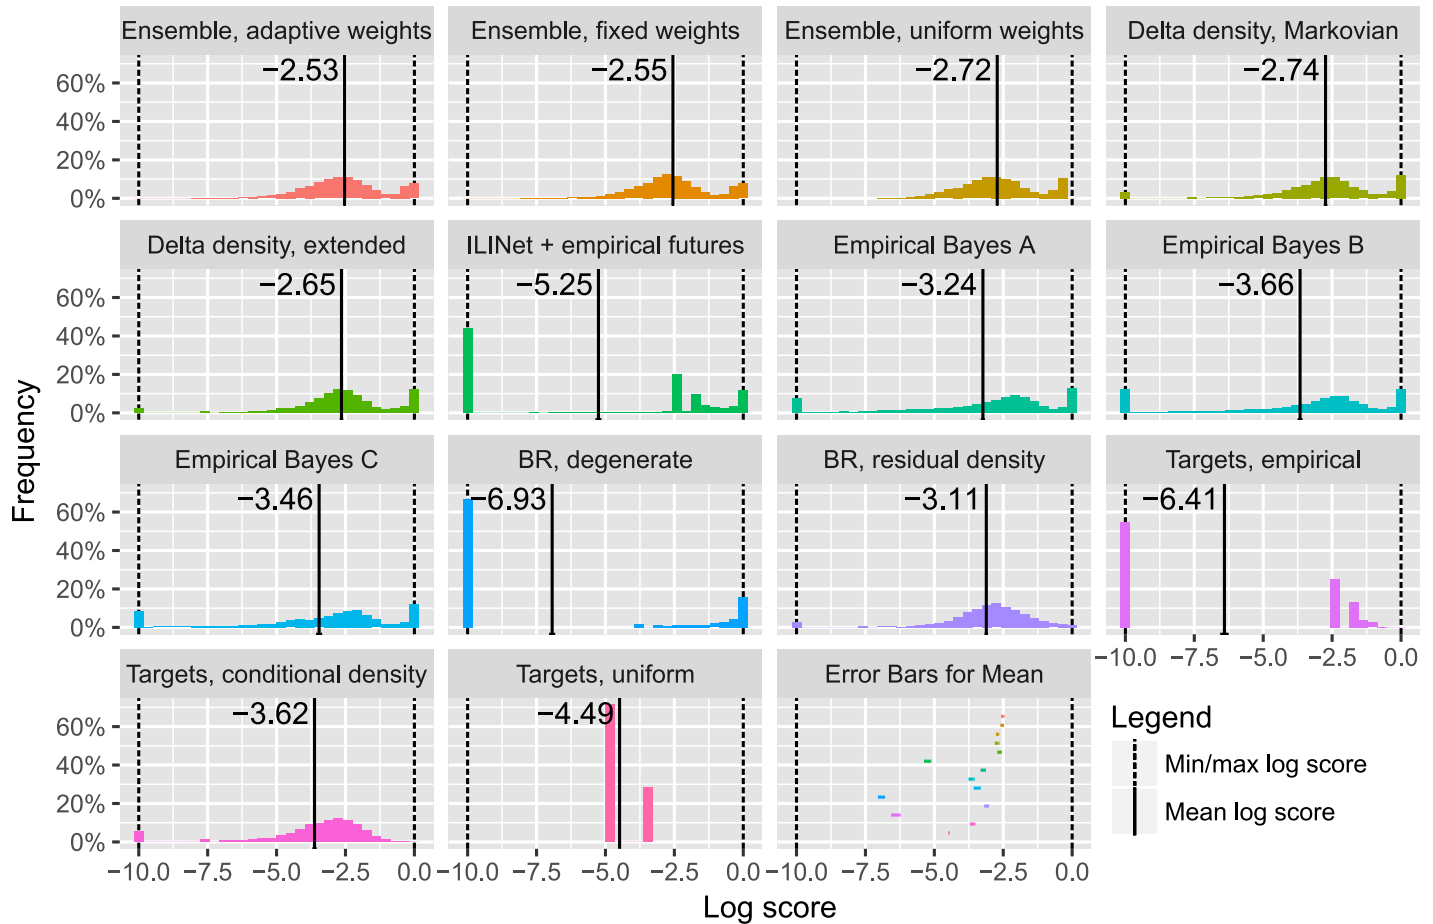 Ensemble, adaptive weights
Ensemble, fixed weights
Ensemble, uniform weights
Delta density, Markovian
−2.53
−2.55
−2.72
−2.74
60%
40%
20%
0%
Delta density, extended
ILINet + empirical futures
Empirical Bayes A
Empirical Bayes B
−2.65
−5.25
−3.24
−3.66
60%
40%
20%
0%
Empirical Bayes C
BR, degenerate
BR, residual density
Targets, empirical
−3.46
−6.93
−3.11
−6.41
60%
40%
20%
0%
−10.0 −7.5 −5.0 −2.5 0.0
Targets, conditional density
Targets, uniform
Error Bars for Mean
−3.62
−4.49
60%
40%
20%
0%
−10.0 −7.5 −5.0 −2.5 0.0
−10.0 −7.5 −5.0 −2.5 0.0
−10.0 −7.5 −5.0 −2.5 0.0
Frequency
Log score
Legend
Min/max log score
Mean log score